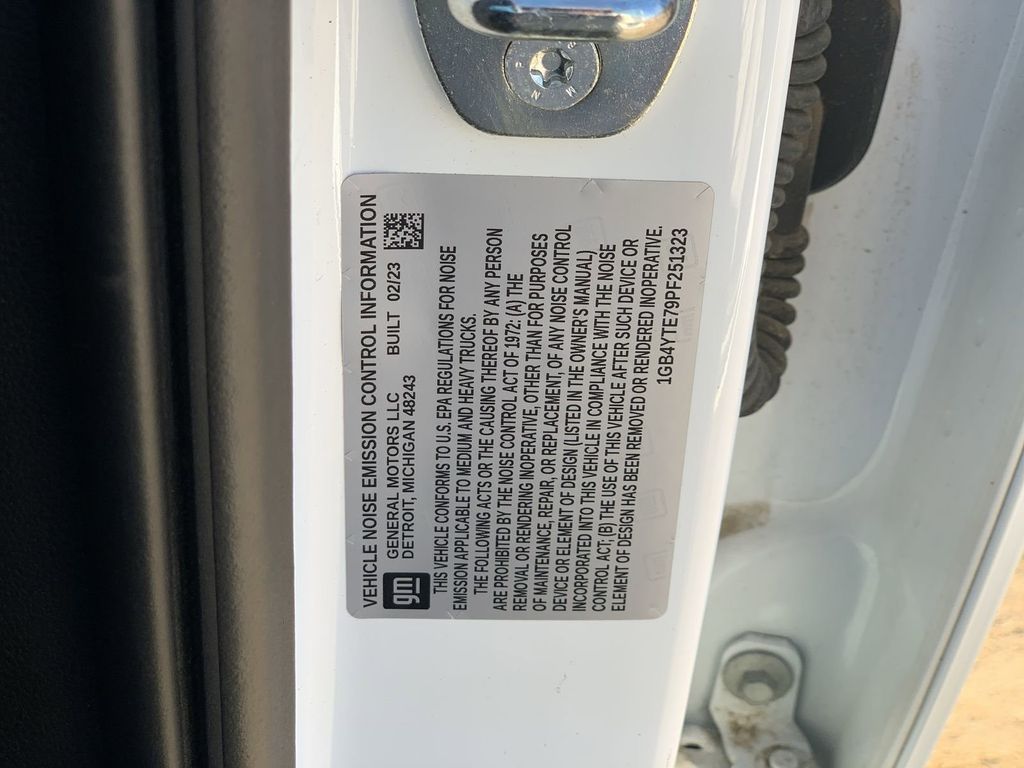 VEHICLE NOISE EMISSION CONTROL INFORMATION
gm
GENERAL MOTORS LLC BUILT 02/23
DETROIT, MICHIGAN 48243
THIS VEHICLE CONFORMS TO U.S. EPA REGULATIONS FOR NOISE
EMISSION APPLICABLE TO MEDIUM AND HEAVY TRUCKS.
THE FOLLOWING ACTS OR THE CAUSING THEREOF BY ANY PERSON
ARE PROHIBITED BY THE NOISE CONTROL ACT OF 1972: (A) THE
REMOVAL OR RENDERING INOPERATIVE, OTHER THAN FOR PURPOSES
OF MAINTENANCE, REPAIR, OR REPLACEMENT, OF ANY NOISE CONTROL
DEVICE OR ELEMENT OF DESIGN (LISTED IN THE OWNER'S MANUAL)
INCORPORATED INTO THIS VEHICLE IN COMPLIANCE WITH THE NOISE
CONTROL ACT; (B) THE USE OF THIS VEHICLE AFTER SUCH DEVICE OR
ELEMENT OF DESIGN HAS BEEN REMOVED OR RENDERED INOPERATIVE.
1GB4YTE79PF251323